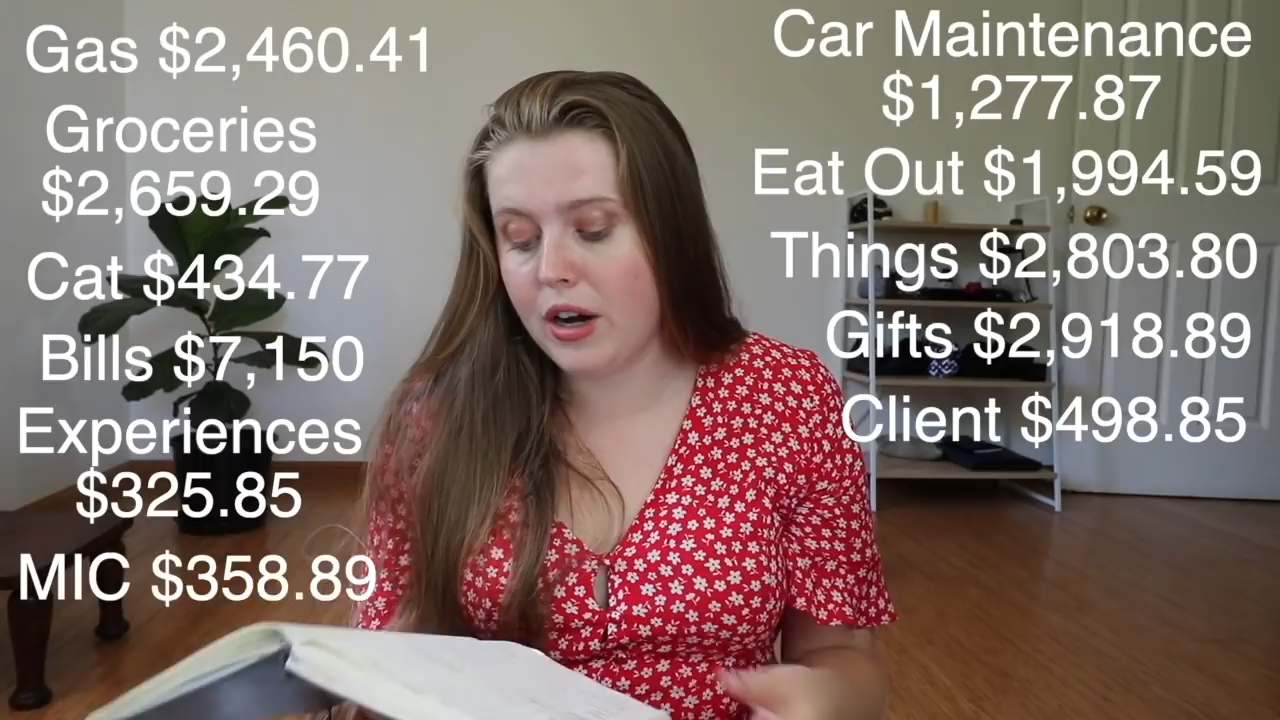 Gas $2,460.41
Groceries
$2,659.29
Cat $434.77
Bills $7,150
Experiences
$325.85
MIC $358.89
Car Maintenance
$1,277.87
Eat Out $1,994.59
Things $2,803.80
Gifts $2,918.89
Client $498.85